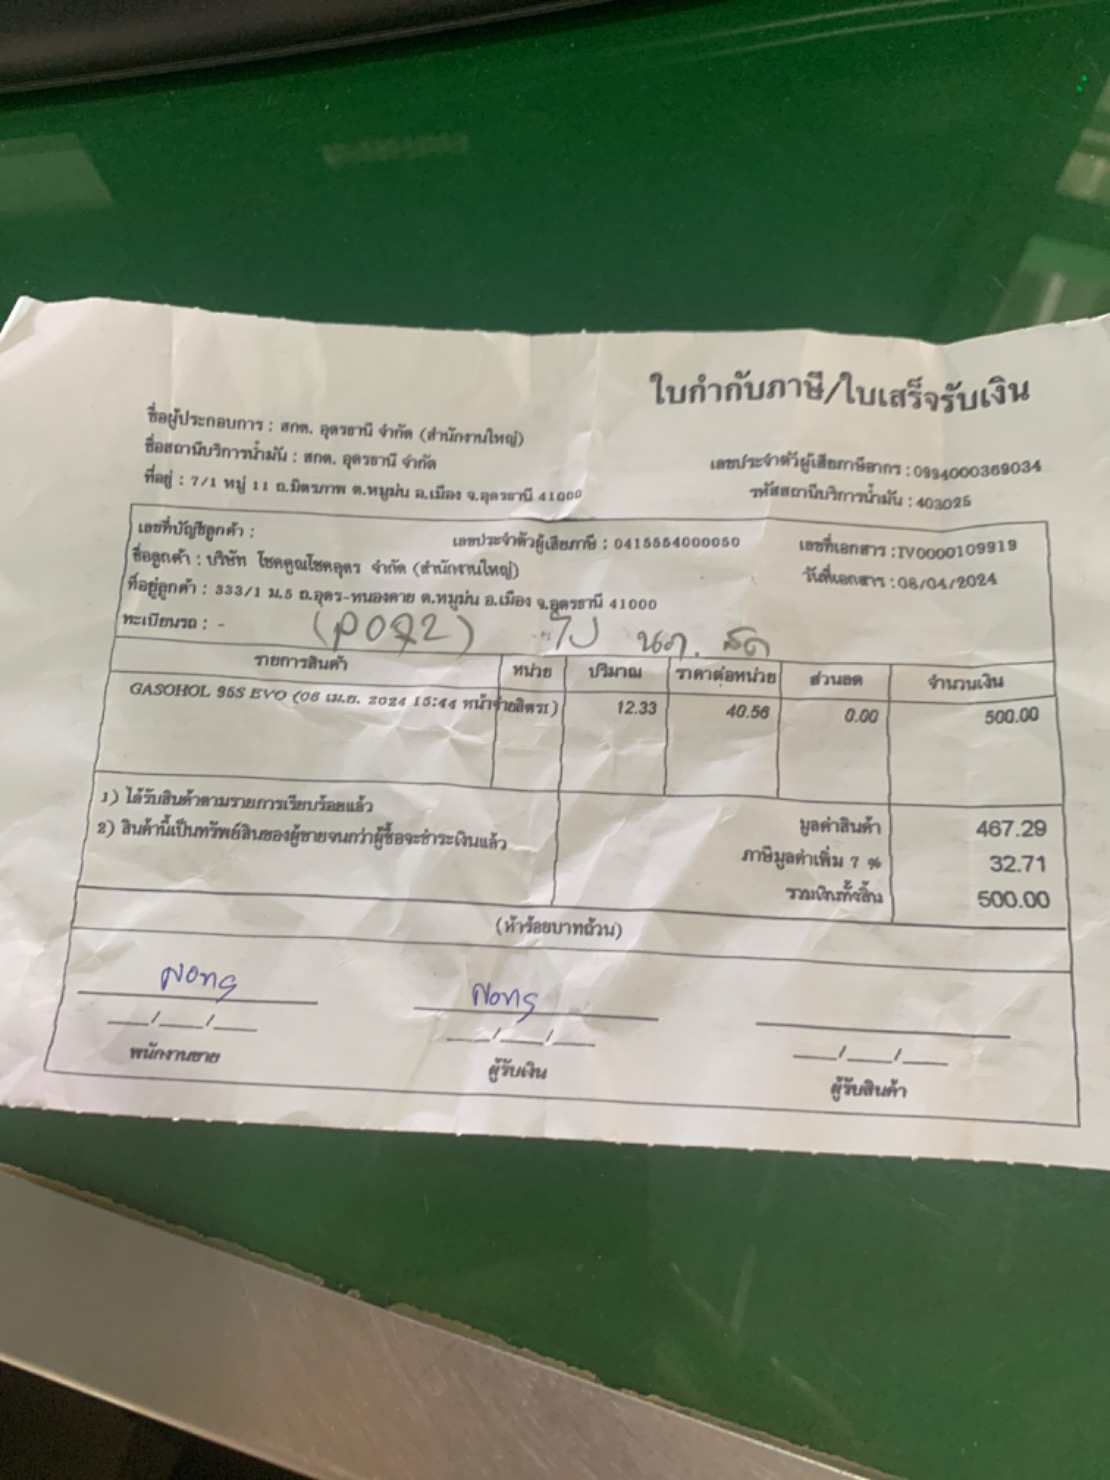 ใบกำกับภาษี/ใบเสร็จรับเงิน
ชื่อผู้ประกอบการ : สกต. อุดรธานี จำกัด (สำนักงานใหญ่)
ชื่อสถานีบริการน้ำมัน : สกต. อุดรธานี จำกัด
ที่อยู่ : 7/1 หมู่ 11 ถ.มิตรภาพ ต.หมูม่น อ.เมือง จ.อุดรธานี 41000
เลขประจำตัวผู้เสียภาษีอากร : 0994000369034
รหัสสถานีบริการน้ำมัน : 403025
เลขที่บัญชีลูกค้า : เลขประจำตัวผู้เสียภาษี : 0415554000050 เลขที่เอกสาร : IV0000109919
ชื่อลูกค้า : บริษัท โชคคูณโชคอุดร จำกัด (สำนักงานใหญ่) วันที่เอกสาร : 06/04/2024
ที่อยู่ลูกค้า : 333/1 ม.5 ถ.อุดร-หนองคาย ต.หมูม่น อ.เมือง จ.อุดรธานี 41000
ทะเบียนรถ : -
รายการสินค้า หน่วย ปริมาณ ราคาต่อหน่วย ส่วนลด จำนวนเงิน
GASOHOL 95S EVO (06 เม.ย. 2024 15:44 หน้าจ่ายลิตร1) 12.33 40.56 0.00 500.00
1) ได้รับสินค้าตามรายการเรียบร้อยแล้ว
2) สินค้านี้เป็นทรัพย์สินของผู้ขายจนกว่าผู้ซื้อจะชำระเงินแล้ว
มูลค่าสินค้า 467.29
ภาษีมูลค่าเพิ่ม 7 % 32.71
รวมเงินทั้งสิ้น 500.00
(ห้าร้อยบาทถ้วน)
Nong Nong
__/__/__ __/__/__ __/__/__
พนักงานขาย ผู้รับเงิน ผู้รับสินค้า